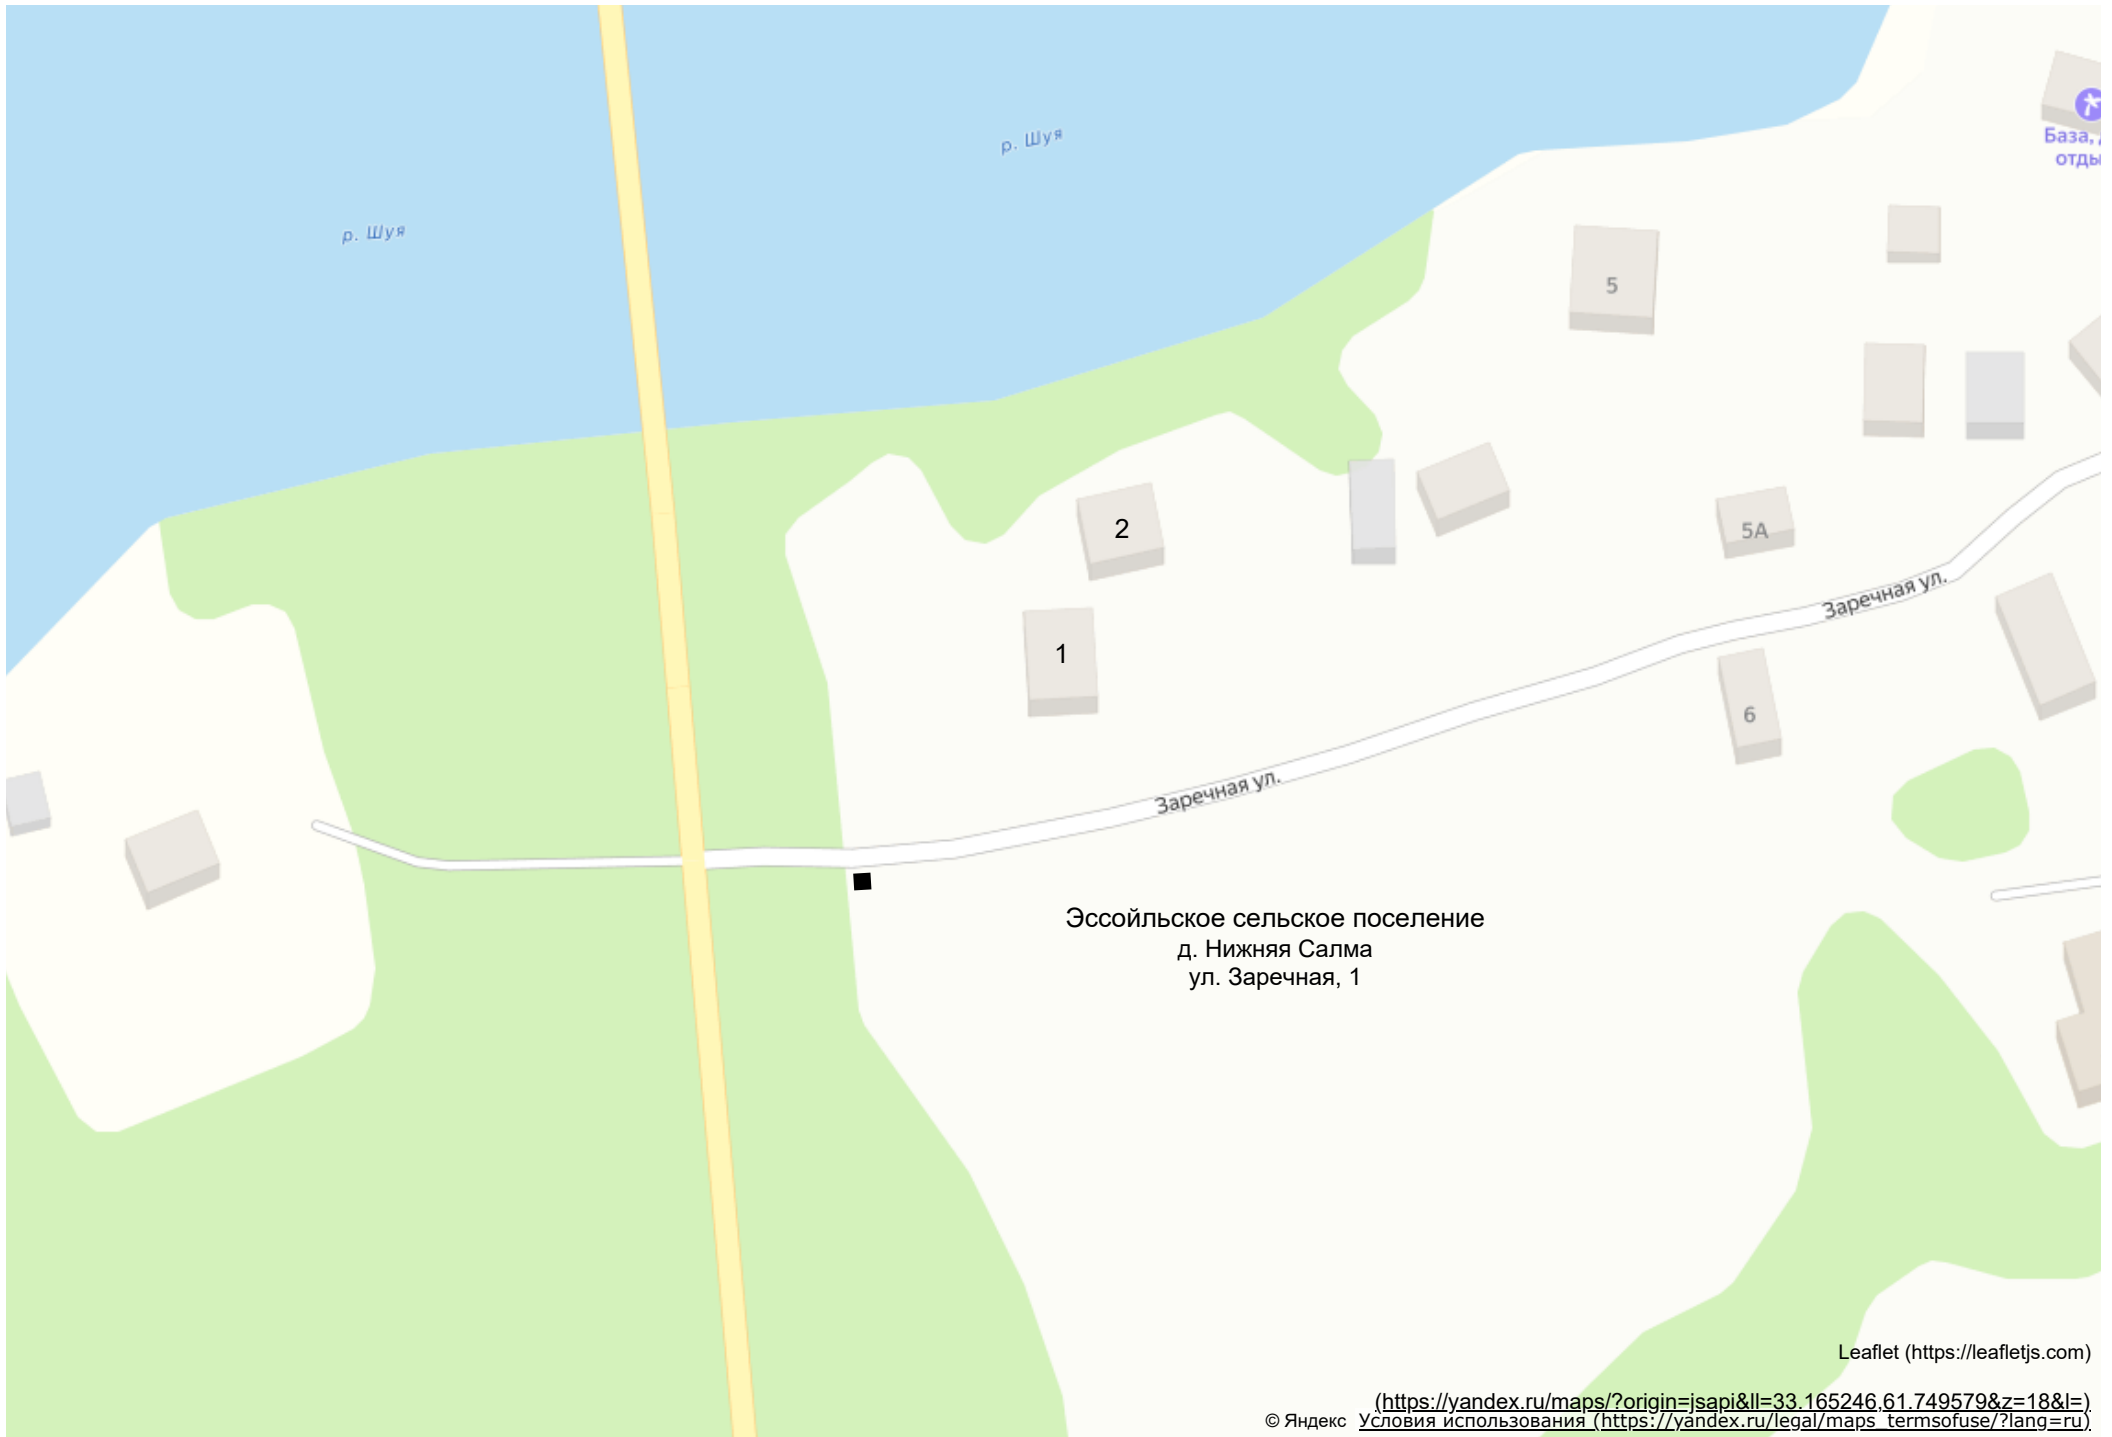 р. Шуя
База,
отды
р. Шуя
5
2
5А
Заречная ул.
1
6
Заречная ул.
Эссойльское сельское поселение
д. Нижняя Салма
ул. Заречная, 1
Leaflet (https://leafletjs.com)
(https://yandex.ru/maps/?origin=jsapi&ll=33.165246,61.749579&z=18&l=)
© Яндекс Условия использования (https://yandex.ru/legal/maps_termsofuse/?lang=ru)